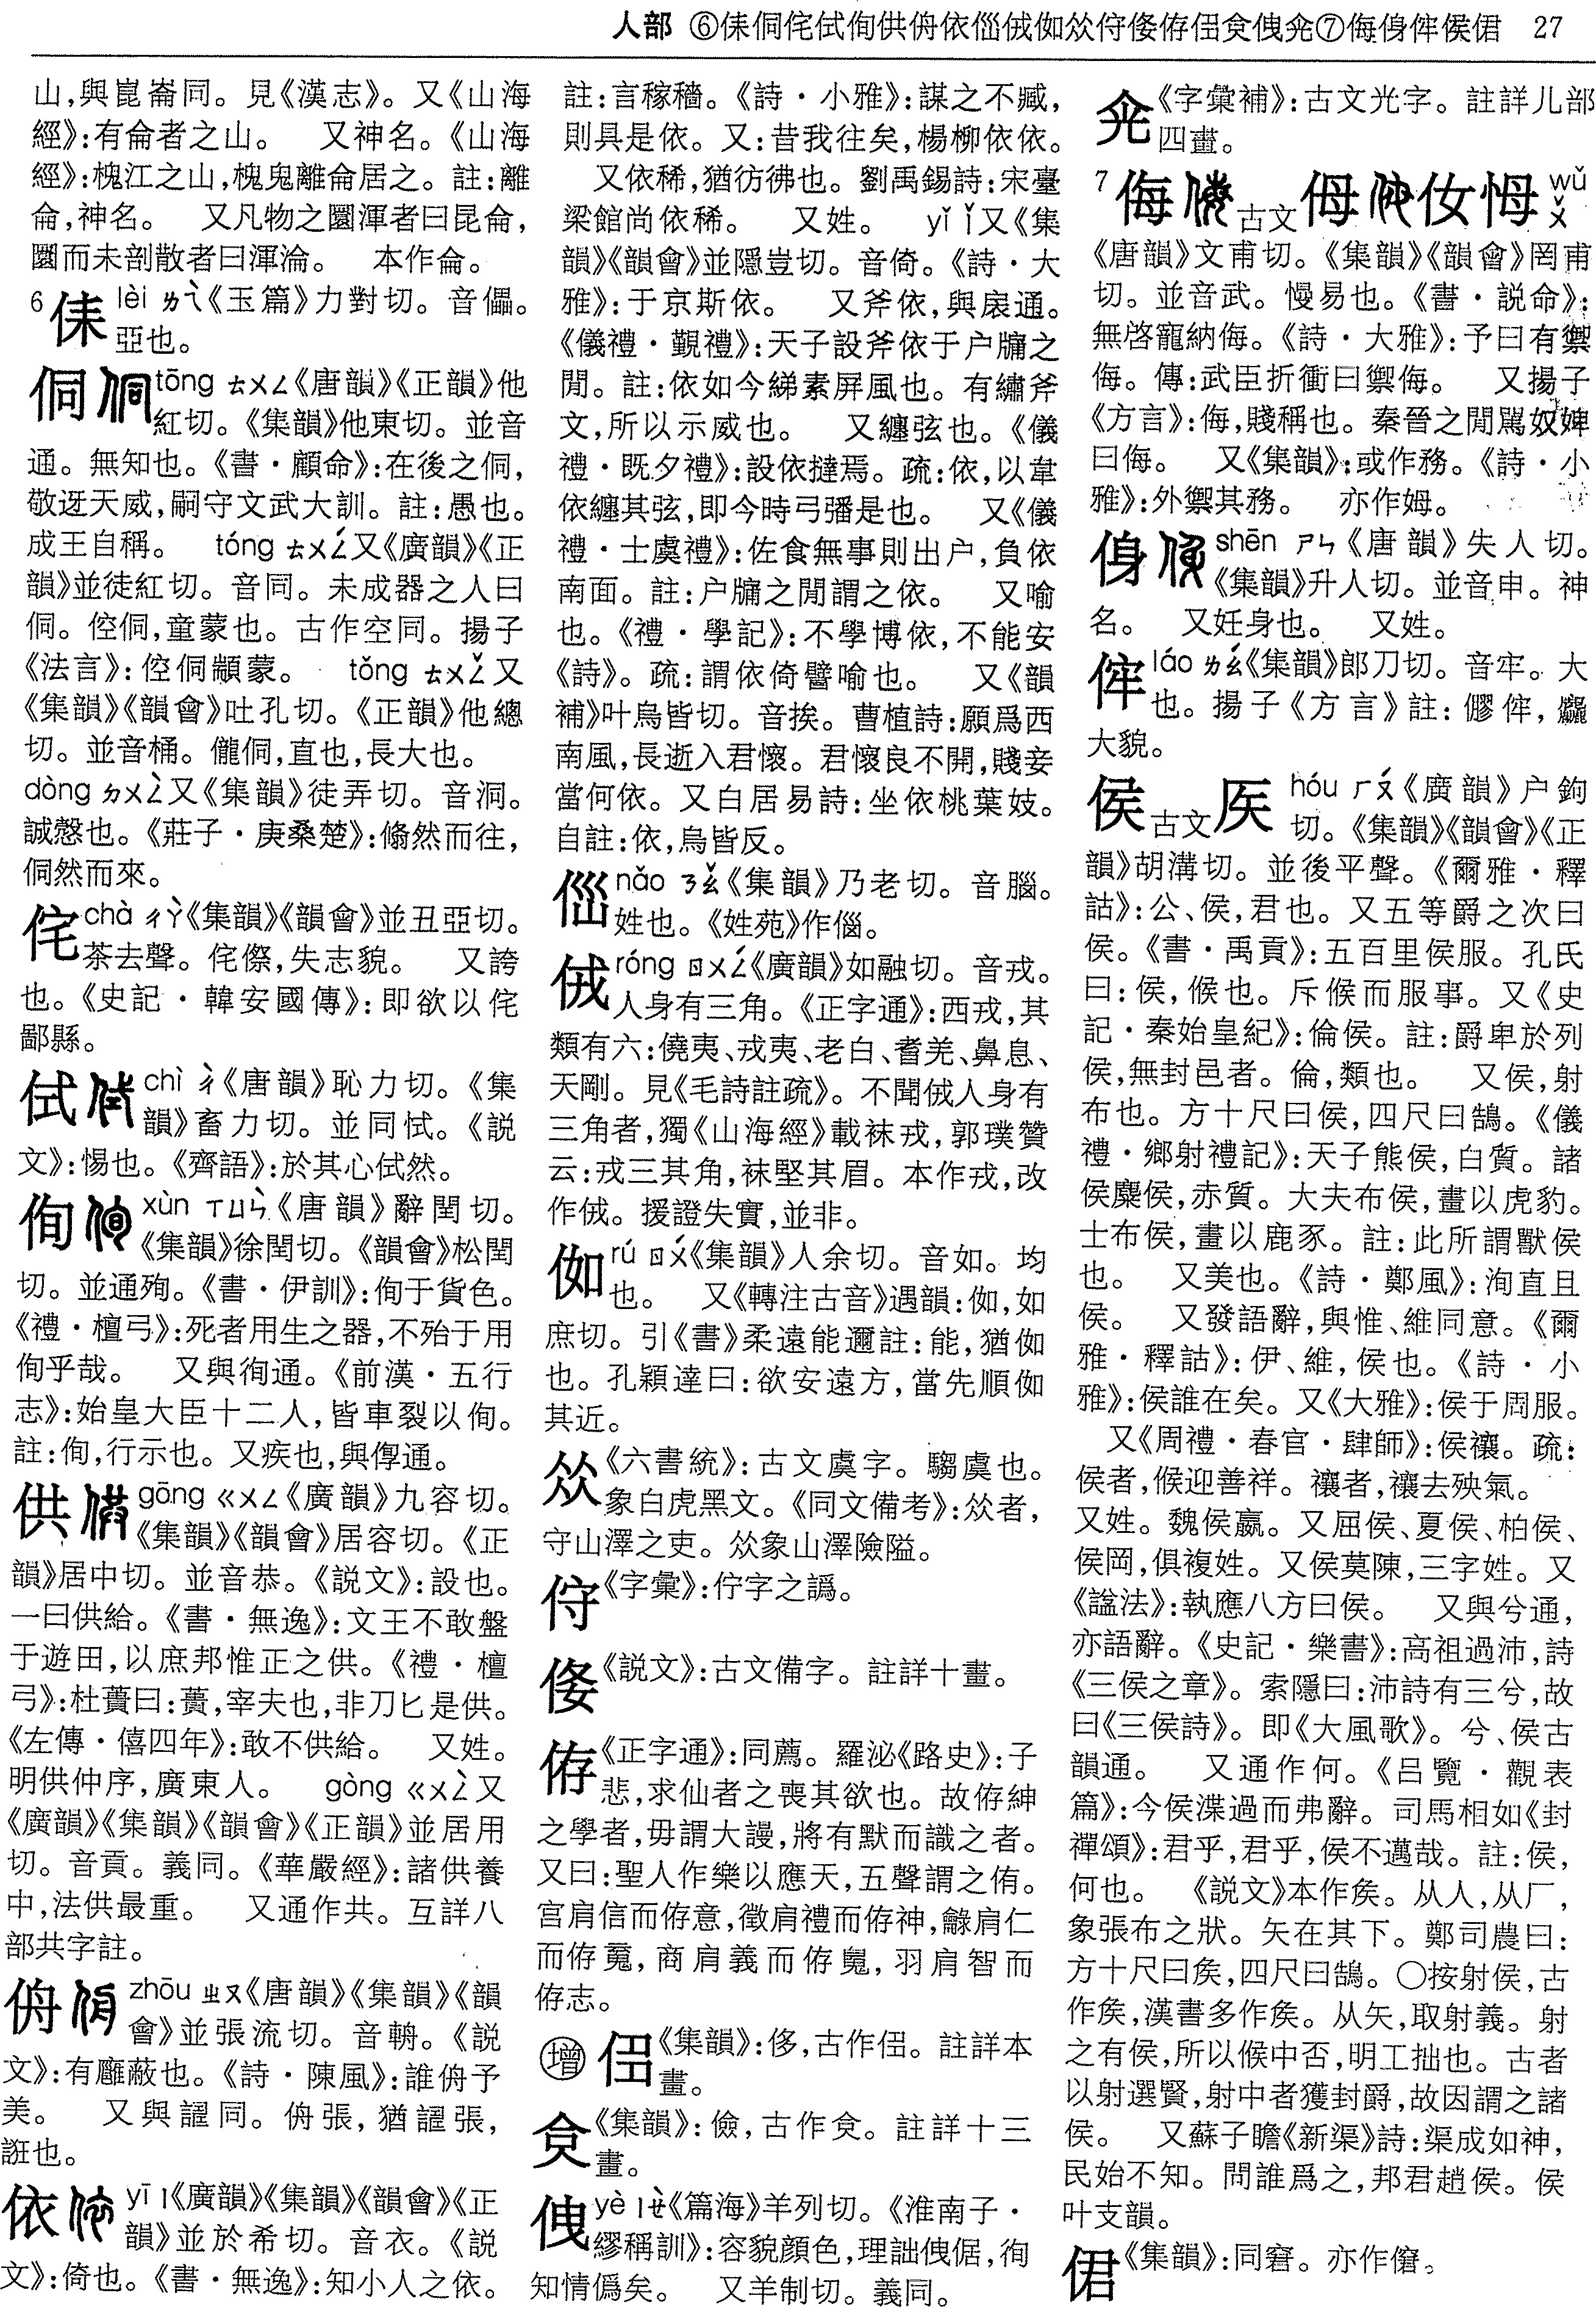 人部 ⑥佅侗侘侙侚供侜依㑎㑝㑚㑞侍㑗侟㐰㑒㑥灮⑦侮㑗㑽侯㑺 27
山,與崑崙同。見《漢志》。又《山海
經》:有侖者之山。 又神名。《山海
經》:槐江之山,槐鬼離侖居之。註:離
侖,神名。 又凡物之圜渾者曰昆侖,
圜而未剖散者曰渾淪。 本作侖。
6 lèi ㄌㄟˋ《玉篇》力對切。音儡。
亞也。
侗 tōng ㄊㄨㄥ《唐韻》《正韻》他
紅切。《集韻》他東切。並音
通。無知也。《書·顧命》:在後之侗,
敬迓天威,嗣守文武大訓。註:愚也。
成王自稱。 tóng ㄊㄨㄥˊ又《廣韻》《正
韻》並徒紅切。音同。未成器之人曰
侗。倥侗,童蒙也。古作空同。揚子
《法言》:倥侗顓蒙。 tǒng ㄊㄨㄥˇ又
《集韻》《韻會》吐孔切。《正韻》他總
切。並音桶。儱侗,直也,長大也。
dòng ㄉㄨㄥˋ又《集韻》徒弄切。音洞。
誠慤也。《莊子·庚桑楚》:翛然而往,
侗然而來。
侘 chà ㄔㄚˋ《集韻》《韻會》並丑亞切。
茶去聲。侘傺,失志貌。 又誇
也。《史記·韓安國傳》:即欲以侘
鄙縣。
侙 chì ㄔˋ《唐韻》恥力切。《集
韻》畜力切。並同恜。《説
文》:惕也。《齊語》:於其心侙然。
侚 xùn ㄒㄩㄣˋ《唐韻》辭閏切。
《集韻》徐閏切。《韻會》松閏
切。並通殉。《書·伊訓》:侚于貨色。
《禮·檀弓》:死者用生之器,不殆于用
侚乎哉。 又與徇通。《前漢·五行
志》:始皇大臣十二人,皆車裂以侚。
註:侚,行示也。又疾也,與㑞通。
供 gōng ㄍㄨㄥ《廣韻》九容切。
《集韻》《韻會》居容切。《正
韻》居中切。並音恭。《説文》:設也。
一曰供給。《書·無逸》:文王不敢盤
于遊田,以庶邦惟正之供。《禮·檀
弓》:杜蕢曰:蕢,宰夫也,非刀匕是供。
《左傳·僖四年》:敢不供給。 又姓。
明供仲序,廣東人。 gòng ㄍㄨㄥˋ又
《廣韻》《集韻》《韻會》《正韻》並居用
切。音貢。義同。《華嚴經》:諸供養
中,法供最重。 又通作共。互詳八
部共字註。
侜 zhōu ㄓㄡ《唐韻》《集韻》《韻
會》並張流切。音輈。《説
文》:有廱蔽也。《詩·陳風》:誰侜予
美。 又與譸同。侜張,猶譸張,
誑也。
依 yī ㄧ《廣韻》《集韻》《韻會》《正
韻》並於希切。音衣。《説
文》:倚也。《書·無逸》:知小人之依。
註:言稼穡。《詩·小雅》:謀之不臧,
則具是依。又:昔我往矣,楊柳依依。
又依稀,猶彷彿也。劉禹錫詩:宋臺
梁館尚依稀。 又姓。 yǐ ㄧˇ又《集
韻》《韻會》並隱豈切。音倚。《詩·大
雅》:于京斯依。 又斧依,與扆通。
《儀禮·覲禮》:天子設斧依于户牖之
閒。註:依如今綈素屏風也。有繡斧
文,所以示威也。 又纏弦也。《儀
禮·既夕禮》:設依撻焉。疏:依,以韋
依纏其弦,即今時弓㢹是也。 又《儀
禮·士虞禮》:佐食無事則出户,負依
南面。註:户牖之閒謂之依。 又喻
也。《禮·學記》:不學博依,不能安
《詩》。疏:謂依倚譬喻也。 又《韻
補》叶烏皆切。音挨。曹植詩:願爲西
南風,長逝入君懷。君懷良不開,賤妾
當何依。又白居易詩:坐依桃葉妓。
自註:依,烏皆反。
nǎo ㄋㄠˇ《集韻》乃老切。音腦。
姓也。《姓苑》作㑎。
㑝 róng ㄖㄨㄥˊ《廣韻》如融切。音戎。
人身有三角。《正字通》:西戎,其
類有六:僥夷、戎夷、老白、耆羌、鼻息、
天剛。見《毛詩註疏》。不聞㑝人身有
三角者,獨《山海經》載袜戎,郭璞贊
云:戎三其角,袜竪其眉。本作戎,改
作㑝。援證失實,並非。
侞 rú ㄖㄨˊ《集韻》人余切。音如。均
也。 又《轉注古音》遇韻:侞,如
庶切。引《書》柔遠能邇註:能,猶侞
也。孔穎達曰:欲安遠方,當先順侞
其近。
《六書統》:古文虞字。騶虞也。
象白虎黑文。《同文備考》:㕣者,
守山澤之吏。象山澤險隘。
《字彙》:佇字之譌。
《説文》:古文備字。註詳十畫。
侟《正字通》:同薦。羅泌《路史》:子
悲,求仙者之喪其欲也。故侟紳
之學者,毋謂大謾,將有默而識之者。
又曰:聖人作樂以應天,五聲謂之侑。
宫肩信而侟意,徵肩禮而侟神,龣肩仁
而侟䰟,商肩義而侟䰟,羽肩智而
侟志。
增 《集韻》:侈,古作㐰。註詳本
畫。
《集韻》:儉,古作㑒。註詳十三
畫。
㑥 yè ㄧㄝˋ《篇海》羊列切。《淮南子·
繆稱訓》:容貌顔色,理詘㑥倨,徇
知情僞矣。 又羊制切。義同。
《字彙補》:古文光字。註詳儿部
四畫。
7 侮 古文㑄 㑄 㚢 㑄 wǔ ㄨˇ
《唐韻》文甫切。《集韻》《韻會》罔甫
切。並音武。慢易也。《書·説命》:
無啓寵納侮。《詩·大雅》:予曰有禦
侮。傳:武臣折衝曰禦侮。 又揚子
《方言》:侮,賤稱也。秦晉之閒駡奴婢
曰侮。 又《集韻》:或作務。《詩·小
雅》:外禦其務。 亦作姆。
㑗 shēn ㄕㄣ《唐韻》失人切。
《集韻》升人切。並音申。神
名。 又妊身也。 又姓。
㑽 láo ㄌㄠˊ《集韻》郎刀切。音牢。大
也。揚子《方言》註:僇㑽,麤
大貌。
侯 古文矦 hóu ㄏㄡˊ《廣韻》户鉤
切。《集韻》《韻會》《正
韻》胡溝切。並後平聲。《爾雅·釋
詁》:公、侯,君也。又五等爵之次曰
侯。《書·禹貢》:五百里侯服。孔氏
曰:侯,候也。斥候而服事。又《史
記·秦始皇紀》:倫侯。註:爵卑於列
侯,無封邑者。倫,類也。 又侯,射
布也。方十尺曰侯,四尺曰鵠。《儀
禮·鄉射禮記》:天子熊侯,白質。諸
侯麋侯,赤質。大夫布侯,畫以虎豹。
士布侯,畫以鹿豕。註:此所謂獸侯
也。 又美也。《詩·鄭風》:洵直且
侯。 又發語辭,與惟、維同意。《爾
雅·釋詁》:伊、維,侯也。《詩·小
雅》:侯誰在矣。又《大雅》:侯于周服。
又《周禮·春官·肆師》:侯禳。疏:
侯者,候迎善祥。禳者,禳去殃氣。
又姓。魏侯嬴。又屈侯、夏侯、柏侯、
侯岡,俱複姓。又侯莫陳,三字姓。又
《諡法》:執應八方曰侯。 又與兮通,
亦語辭。《史記·樂書》:高祖過沛,詩
《三侯之章》。索隱曰:沛詩有三兮,故
曰《三侯詩》。即《大風歌》。兮、侯古
韻通。 又通作何。《吕覽·觀表
篇》:今侯渫過而弗辭。司馬相如《封
禪頌》:君乎,君乎,侯不邁哉。註:侯,
何也。 《説文》本作矦。从人,从厂,
象張布之狀。矢在其下。鄭司農曰:
方十尺曰矦,四尺曰鵠。○按射侯,古
作矦,漢書多作矦。从矢,取射義。射
之有侯,所以候中否,明工拙也。古者
以射選賢,射中者獲封爵,故因謂之諸
侯。 又蘇子瞻《新渠》詩:渠成如神,
民始不知。問誰爲之,邦君趙侯。侯
叶支韻。
《集韻》:同窘。亦作僒。